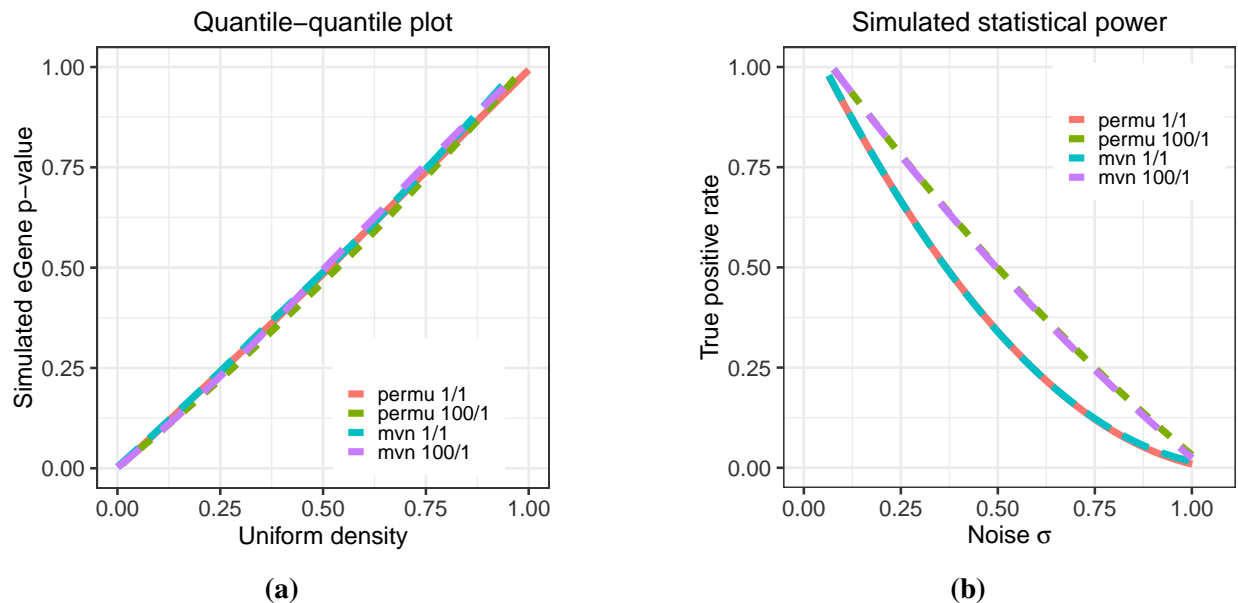 Quantile−quantile plot
Simulated eGene p−value
1.00
0.75
0.50
0.25
0.00
permu 1/1
permu 100/1
mvn 1/1
mvn 100/1
0.00 0.25 0.50 0.75 1.00
Uniform density
(a)
Simulated statistical power
True positive rate
1.00
0.75
0.50
0.25
0.00
permu 1/1
permu 100/1
mvn 1/1
mvn 100/1
0.00 0.25 0.50 0.75 1.00
Noise σ
(b)